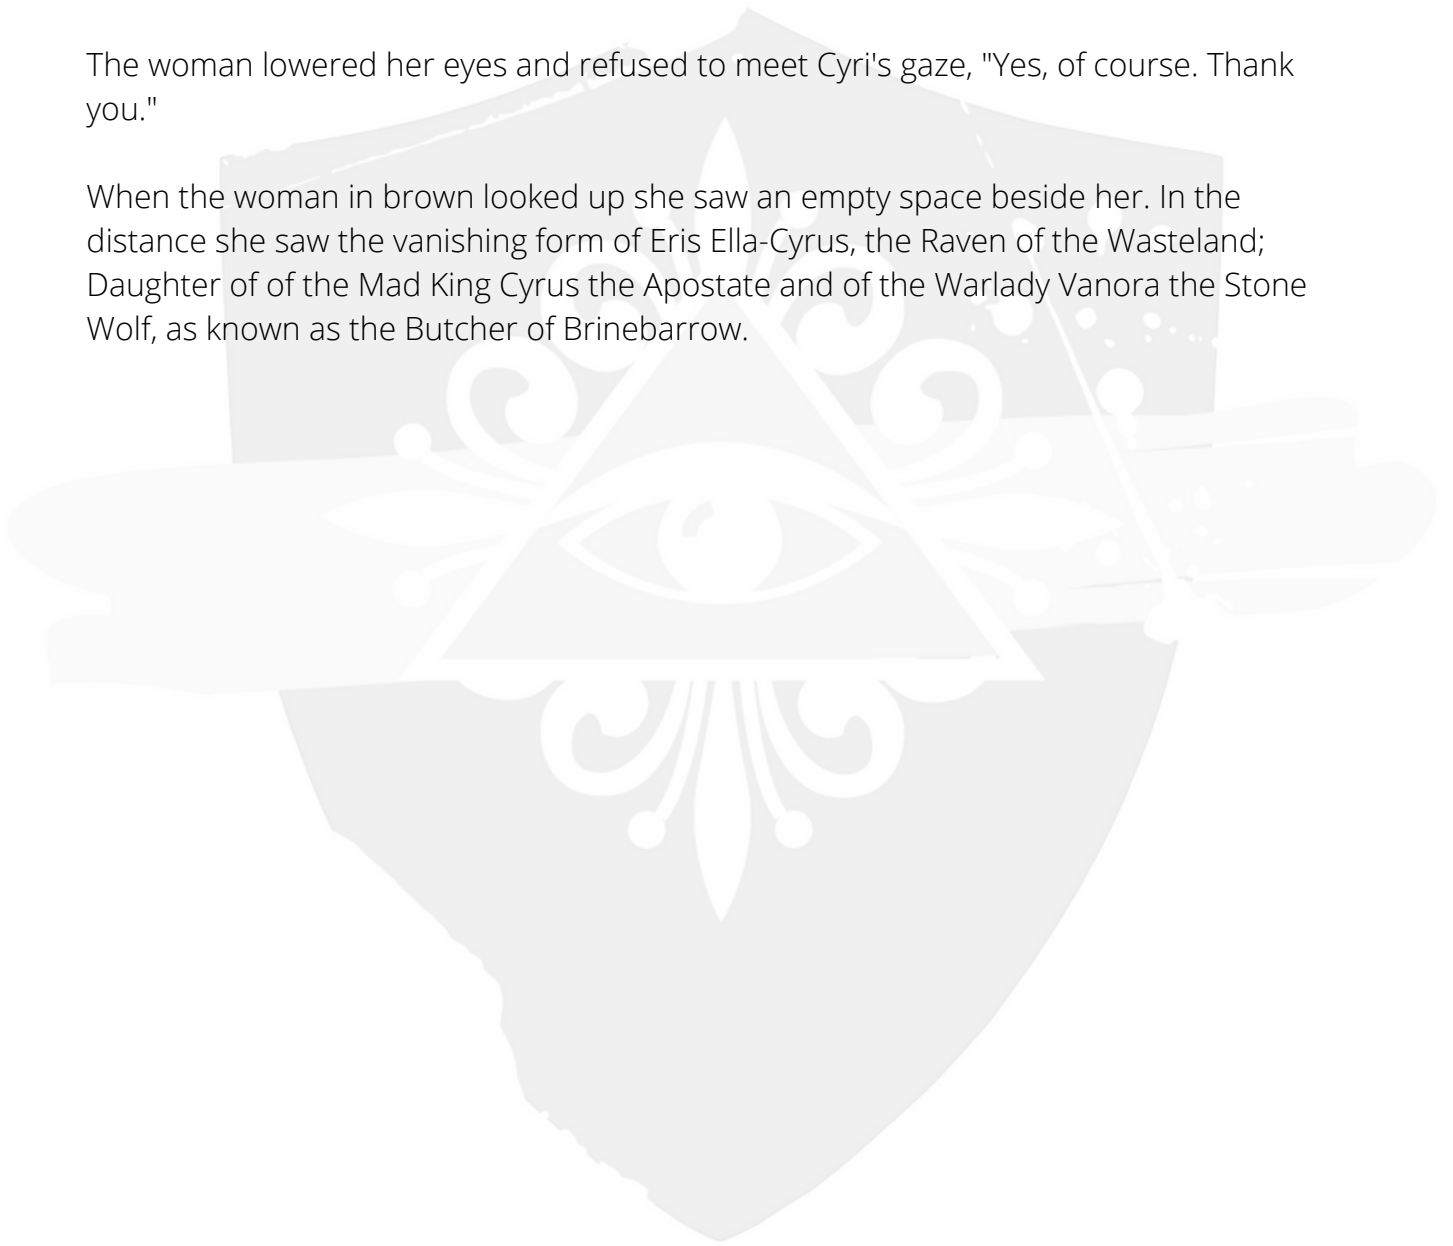 The woman lowered her eyes and refused to meet Cyri's gaze, "Yes, of course. Thank
you."
When the woman in brown looked up she saw an empty space beside her. In the
distance she saw the vanishing form of Eris Ella-Cyrus, the Raven of the Wasteland;
Daughter of of the Mad King Cyrus the Apostate and of the Warlady Vanora the Stone
Wolf, as known as the Butcher of Brinebarrow.